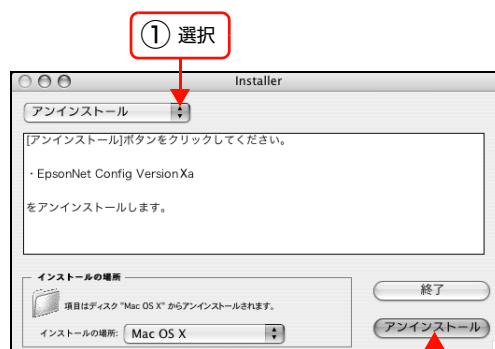 ① 選択
Installer
アンインストール
[アンインストール]ボタンをクリックしてください。
・EpsonNet Config Version Xa
をアンインストールします。
インストールの場所
項目はディスク "Mac OS X" からアンインストールされます。
終了
インストールの場所: Mac OS X
アンインストール